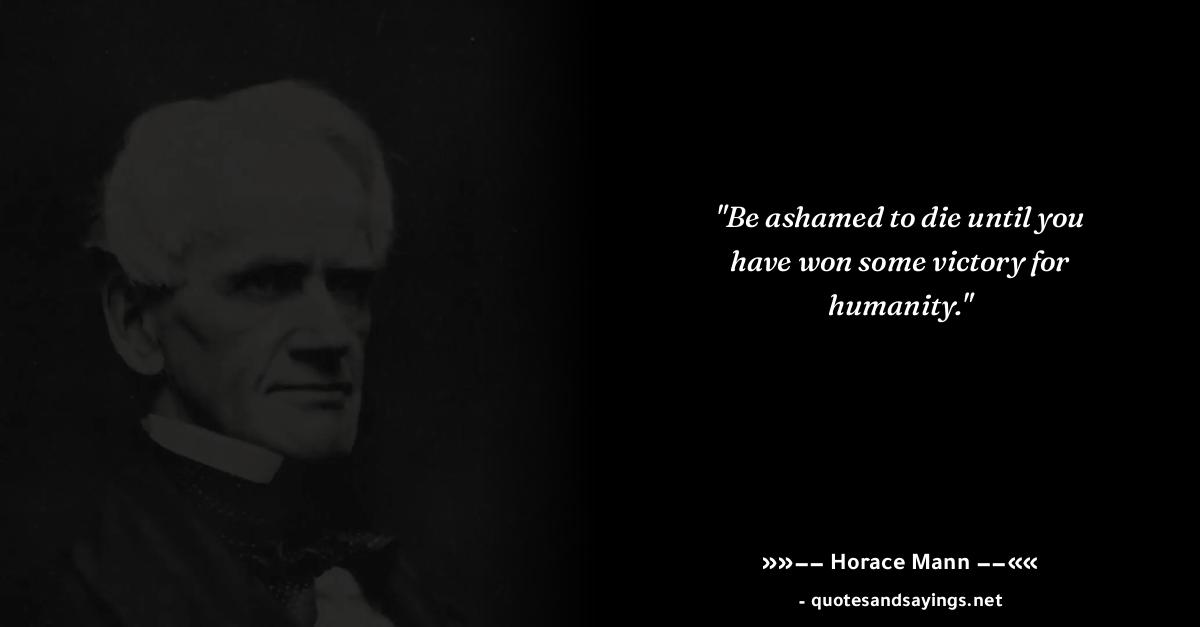 "Be ashamed to die until you
have won some victory for
humanity."
»»−− Horace Mann −−««
- quotesandsayings.net